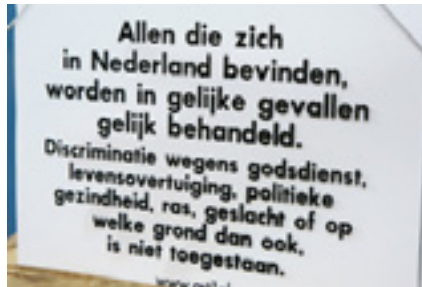 Allen die zich
in Nederland bevinden,
worden in gelijke gevallen
gelijk behandeld.
Discriminatie wegens godsdienst,
levensovertuiging, politieke
gezindheid, ras, geslacht of op
welke grond dan ook,
is niet toegestaan.